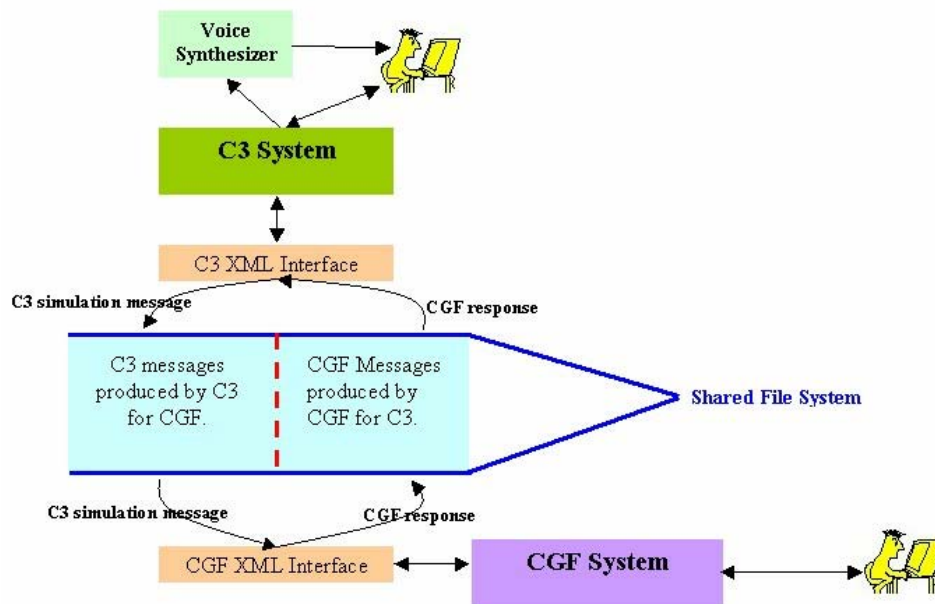 Voice
Synthesizer
C3 System
C3 XML Interface
C3 simulation message
CGF response
C3 messages
produced by C3
for CGF.
CGF Messages
produced by
CGF for C3.
Shared File System
C3 simulation message
CGF response
CGF XML Interface
CGF System